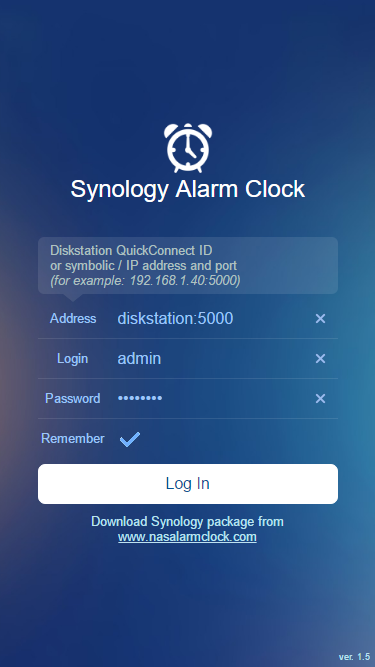 Synology Alarm Clock
Diskstation QuickConnect ID
or symbolic / IP address and port
(for example: 192.168.1.40:5000)
Address diskstation:5000 ×
Login admin ×
Password •••••••• ×
Remember ✓
Log In
Download Synology package from
www.nasalarmclock.com
ver. 1.5